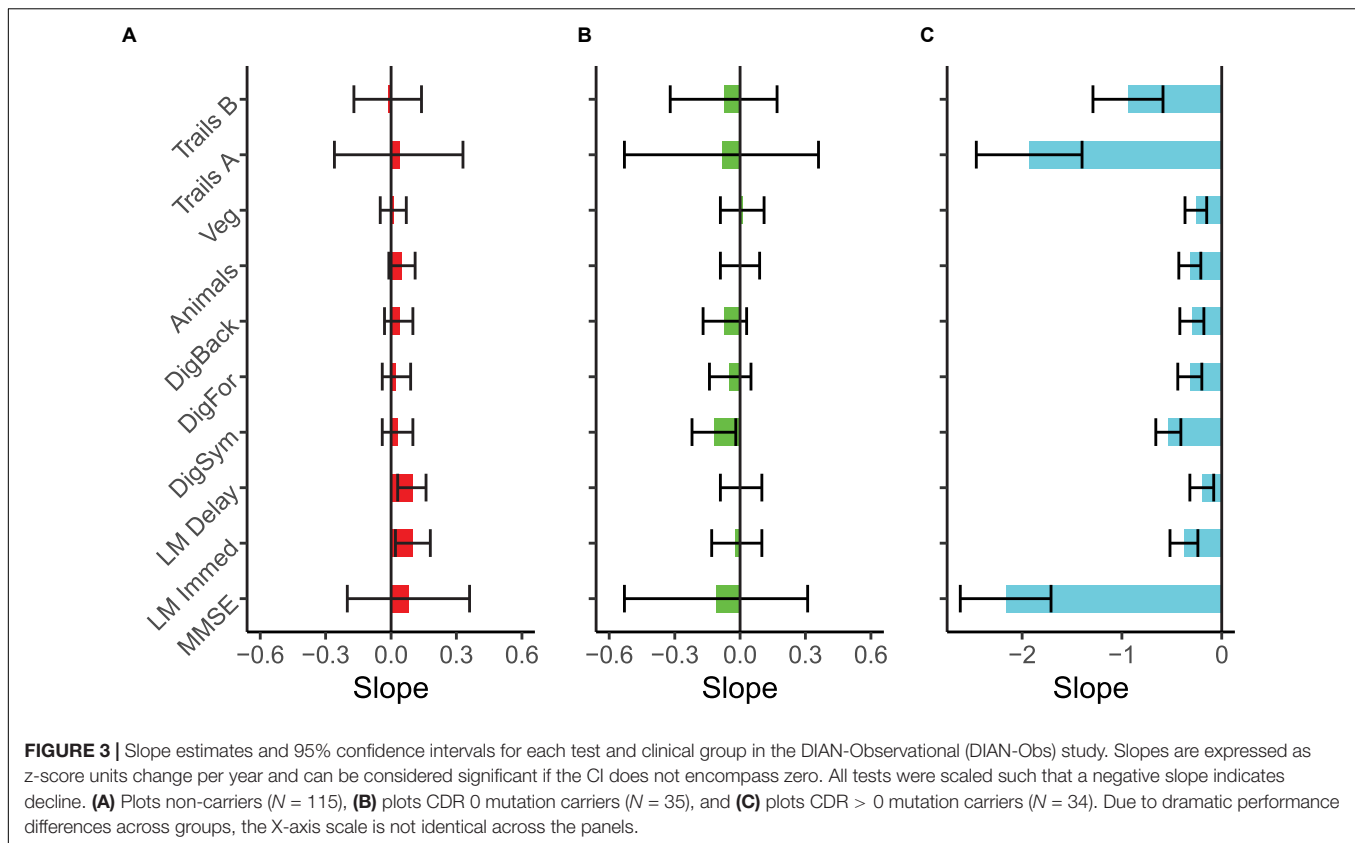 A
B
C
Trails B
Trails A
Veg
Animals
DigBack
DigFor
DigSym
LM Delay
LM Immed
MMSE
−0.6 −0.3 0.0 0.3 0.6
−0.6 −0.3 0.0 0.3 0.6
−2 −1 0
Slope
Slope
Slope
FIGURE 3 | Slope estimates and 95% confidence intervals for each test and clinical group in the DIAN-Observational (DIAN-Obs) study. Slopes are expressed as
z-score units change per year and can be considered significant if the CI does not encompass zero. All tests were scaled such that a negative slope indicates
decline. (A) Plots non-carriers (N = 115), (B) plots CDR 0 mutation carriers (N = 35), and (C) plots CDR > 0 mutation carriers (N = 34). Due to dramatic performance
differences across groups, the X-axis scale is not identical across the panels.